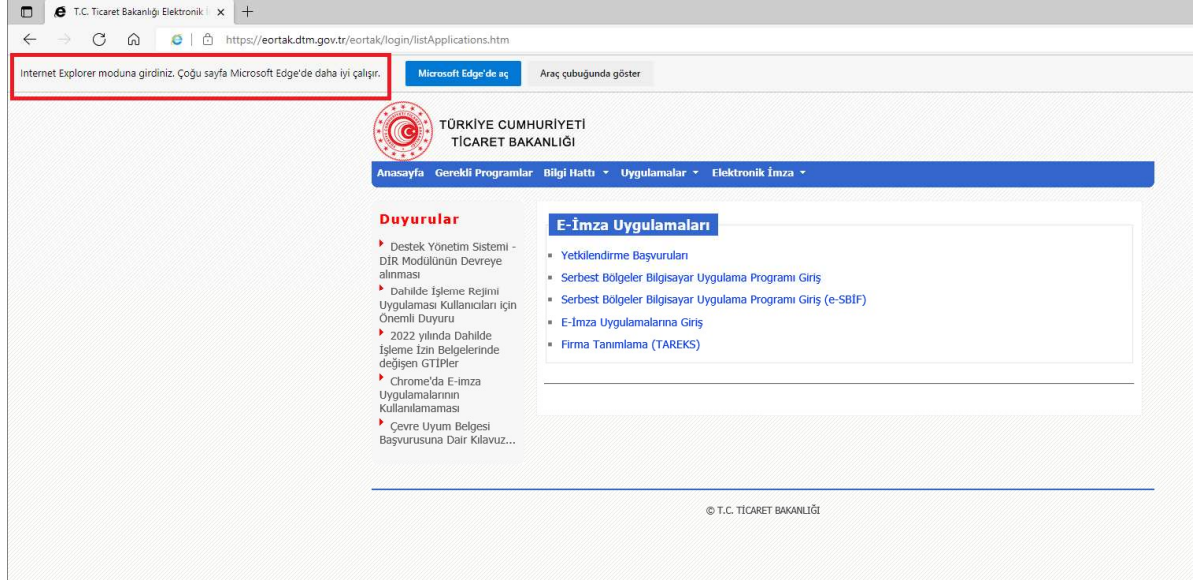 T.C. Ticaret Bakanlığı Elektronik
https://eortak.dtm.gov.tr/eortak/login/listApplications.htm
Internet Explorer moduna girdiniz. Çoğu sayfa Microsoft Edge'de daha iyi çalışır.
Microsoft Edge'de aç
Araç çubuğunda göster
TÜRKİYE CUMHURİYETİ
TİCARET BAKANLIĞI
Anasayfa Gerekli Programlar Bilgi Hattı Uygulamalar Elektronik İmza
Duyurular
Destek Yönetim Sistemi -
DİR Modülünün Devreye
alınması
Dahilde İşleme Rejimi
Uygulaması Kullanıcıları için
Önemli Duyuru
2022 yılında Dahilde
İşleme İzin Belgelerinde
değişen GTİPler
Chrome'da E-imza
Uygulamalarının
Kullanılamaması
Çevre Uyum Belgesi
Başvurusuna Dair Kılavuz...
E-İmza Uygulamaları
Yetkilendirme Başvuruları
Serbest Bölgeler Bilgisayar Uygulama Programı Giriş
Serbest Bölgeler Bilgisayar Uygulama Programı Giriş (e-SBİF)
E-İmza Uygulamalarına Giriş
Firma Tanımlama (TAREKS)
© T.C. TİCARET BAKANLIĞI